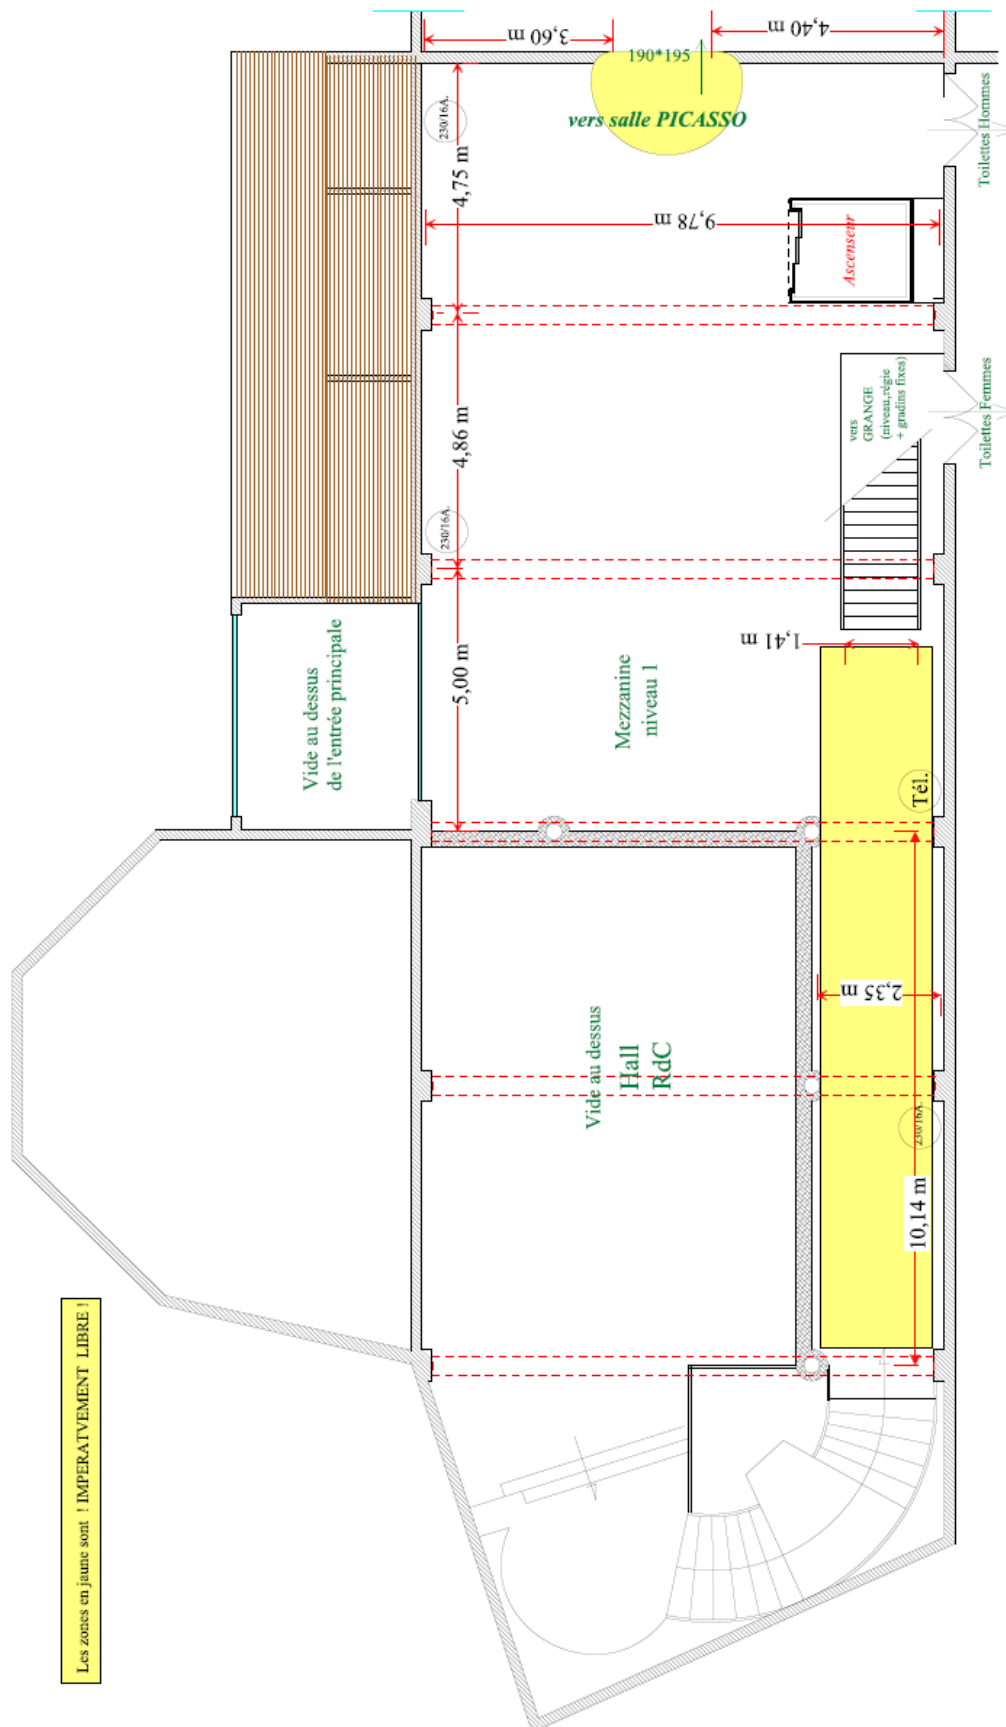 3,60 m
4,40 m
190*195
vers salle PICASSO
230/16A.
4,75 m
9,78 m
Ascenseur
Toilettes Hommes
vers
GRANGE
(niveau,régie
+ gradins fixes)
Toilettes Femmes
4,86 m
230/16A.
1,41 m
Vide au dessus
de l'entrée principale
5,00 m
Mezzanine
niveau 1
Tél.
2,35 m
Vide au dessus
Hall
RdC
230/16A.
10,14 m
Les zones en jaune sont ! IMPERATVEMENT LIBRE !